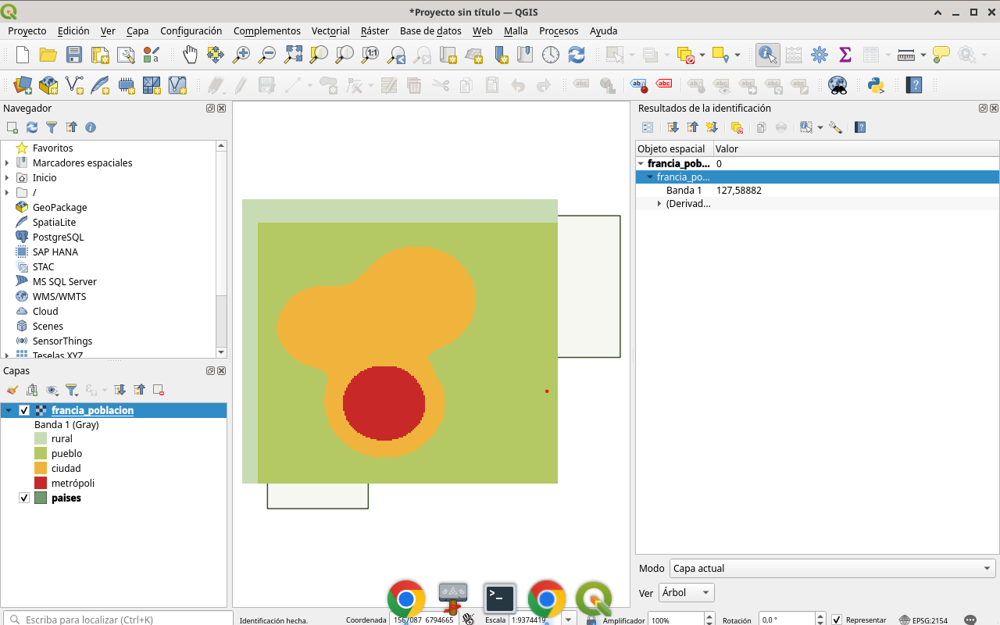 *Proyecto sin título — QGIS
Proyecto Edición Ver Capa Configuración Complementos Vectorial Ráster Base de datos Web Malla Procesos Ayuda
Navegador
Favoritos
Marcadores espaciales
Inicio
/
GeoPackage
SpatiaLite
PostgreSQL
SAP HANA
STAC
MS SQL Server
WMS/WMTS
Cloud
Scenes
SensorThings
Teselas XYZ
Capas
francia_poblacion
Banda 1 (Gray)
rural
pueblo
ciudad
metrópoli
paises
Resultados de la identificación
Objeto espacial Valor
francia_pob... 0
francia_po...
Banda 1 127,58882
(Derivad...
Modo Capa actual
Ver Árbol
Escriba para localizar (Ctrl+K) Identificación hecha. Coordenada 1567087 6794665 Escala 1:9374419 Amplificador 100% Rotación 0,0 ° Representar EPSG:2154